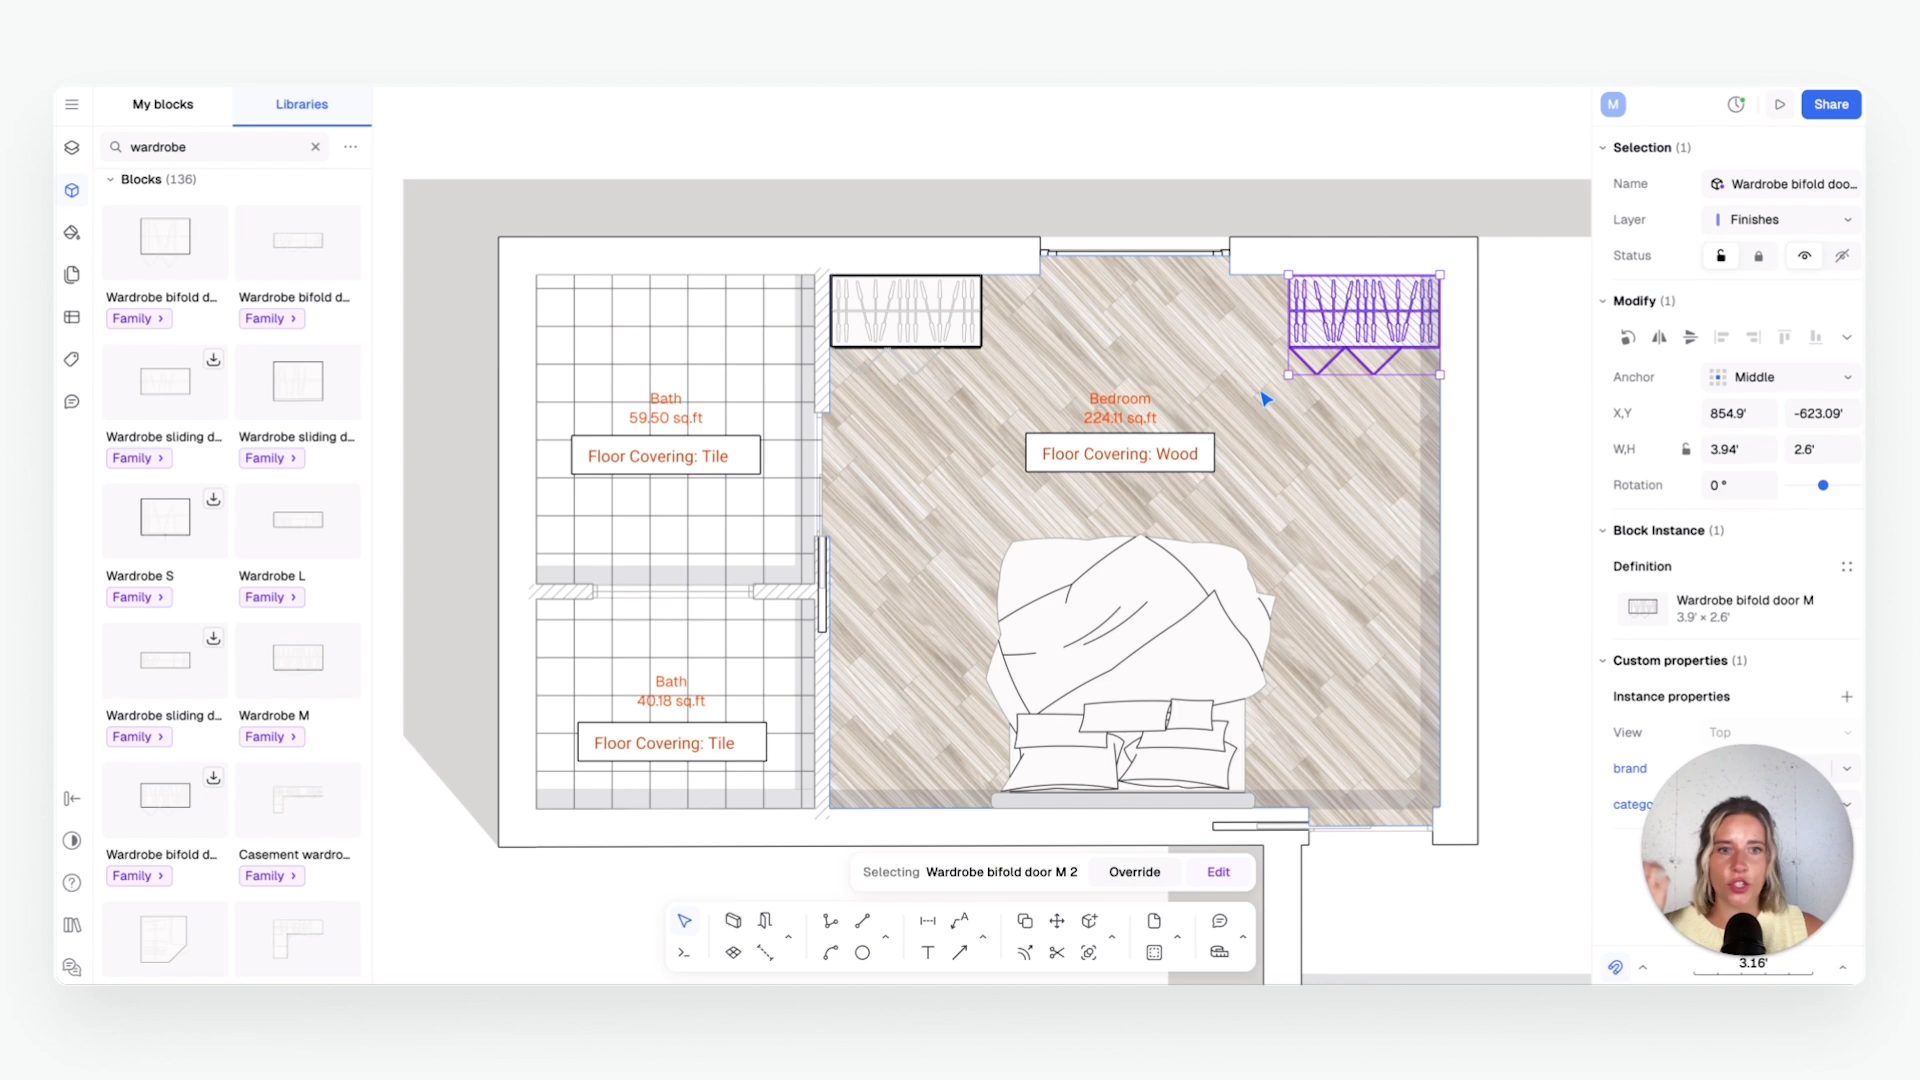 My blocks
Libraries
wardrobe
Blocks (136)
Wardrobe bifold d...
Wardrobe bifold d...
Family
Family
Wardrobe sliding d...
Wardrobe sliding d...
Family
Family
Wardrobe S
Wardrobe L
Family
Family
Wardrobe sliding d...
Wardrobe M
Family
Family
Wardrobe bifold d...
Casement wardro...
Family
Family
Bath
59.50 sq.ft
Floor Covering: Tile
Bedroom
224.11 sq.ft
Floor Covering: Wood
Bath
40.18 sq.ft
Floor Covering: Tile
Selecting Wardrobe bifold door M 2
Override
Edit
M
Share
Selection (1)
Name
Wardrobe bifold doo...
Layer
Finishes
Status
Modify (1)
Anchor
Middle
X,Y
854.9'
-623.09'
W,H
3.94'
2.6'
Rotation
0 °
Block Instance (1)
Definition
Wardrobe bifold door M
3.9' × 2.6'
Custom properties (1)
Instance properties
View
Top
brand
catego
3.16'